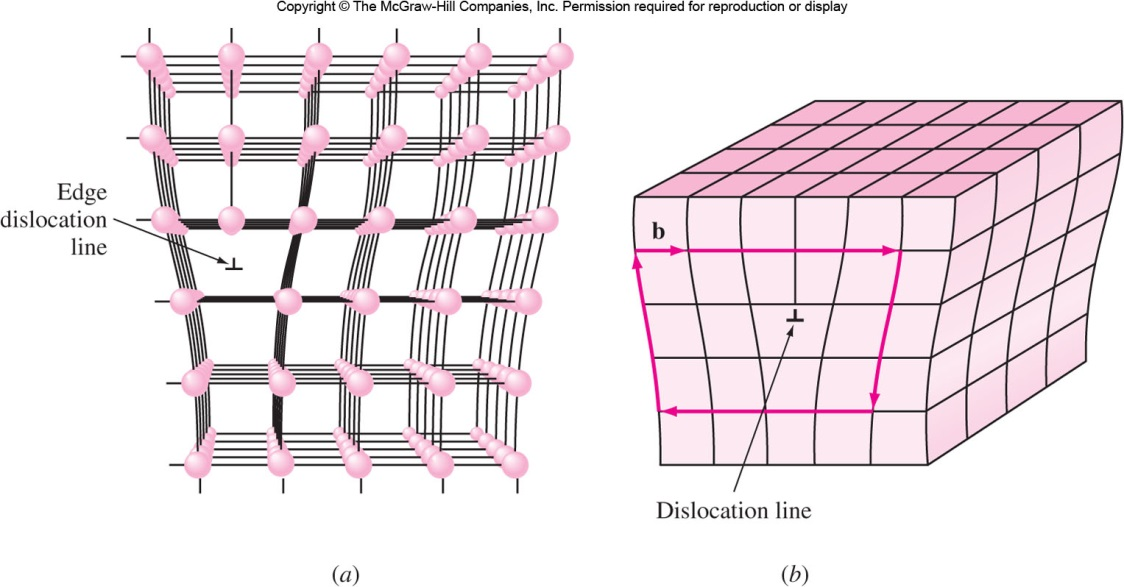 Copyright © The McGraw-Hill Companies, Inc. Permission required for reproduction or display
Edge
dislocation
line
⊥
b
⊥
Dislocation line
(a)
(b)